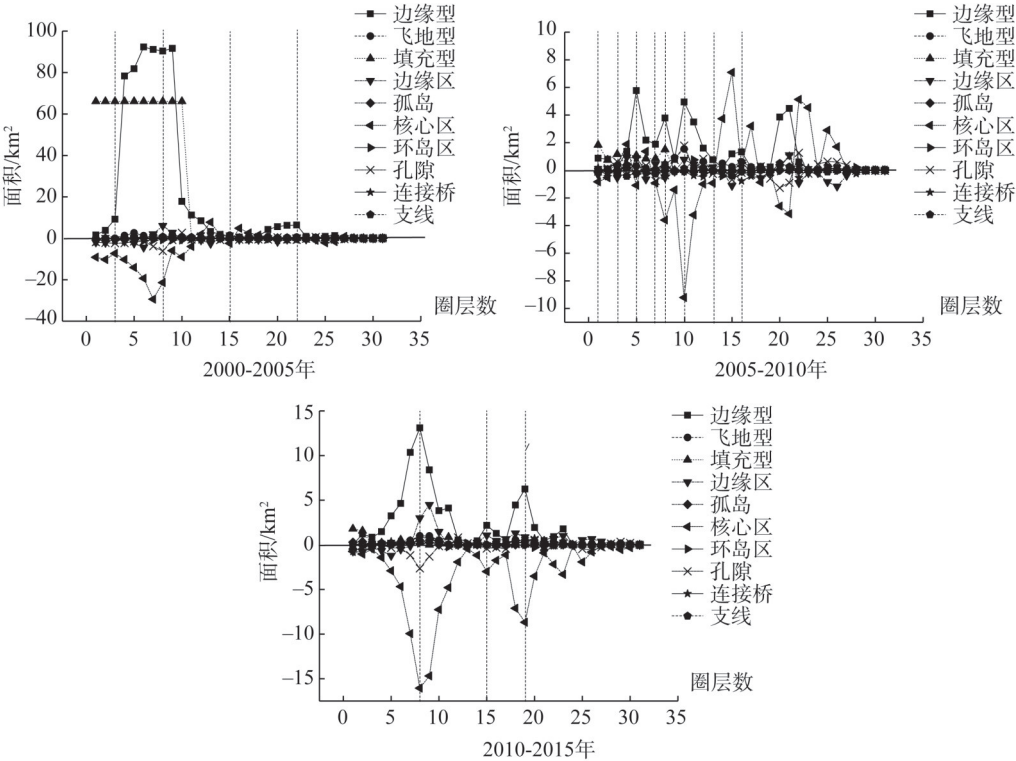 100
80
60
40
20
0
−20
−40
面积/km²
0 5 10 15 20 25 30 35
圈层数
2000-2005年
边缘型
飞地型
填充型
边缘区
孤岛
核心区
环岛区
孔隙
连接桥
支线
10
8
6
4
2
0
−2
−4
−6
−8
−10
面积/km²
0 5 10 15 20 25 30 35
圈层数
2005-2010年
边缘型
飞地型
填充型
边缘区
孤岛
核心区
环岛区
孔隙
连接桥
支线
15
10
5
0
−5
−10
−15
面积/km²
0 5 10 15 20 25 30 35
圈层数
2010-2015年
边缘型
飞地型
填充型
边缘区
孤岛
核心区
环岛区
孔隙
连接桥
支线